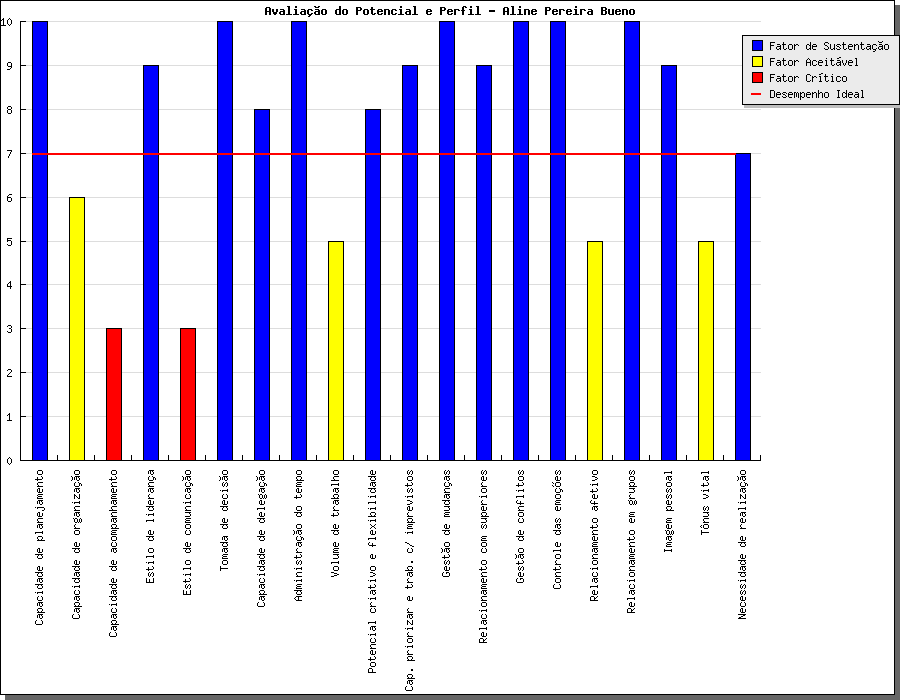 Avaliação do Potencial e Perfil - Aline Pereira Bueno
Fator de Sustentação
Fator Aceitável
Fator Crítico
Desempenho Ideal
10
9
8
7
6
5
4
3
2
1
0
Capacidade de planejamento
Capacidade de organização
Capacidade de acompanhamento
Estilo de liderança
Estilo de comunicação
Tomada de decisão
Capacidade de delegação
Administração do tempo
Volume de trabalho
Potencial criativo e flexibilidade
Cap. priorizar e trab. c/ imprevistos
Gestão de mudanças
Relacionamento com superiores
Gestão de conflitos
Controle das emoções
Relacionamento afetivo
Relacionamento em grupos
Imagem pessoal
Tônus vital
Necessidade de realização